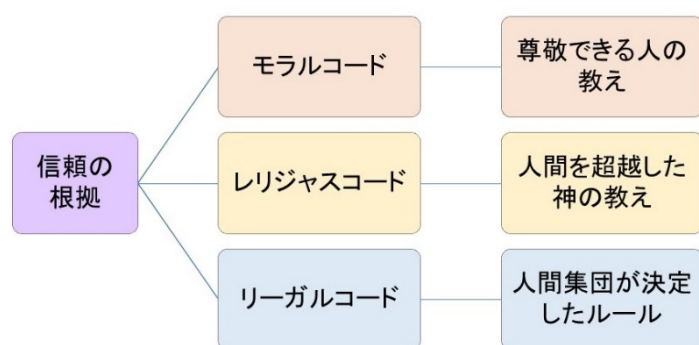 信頼の
根拠
モラルコード
尊敬できる人の
教え
レリジャスコード
人間を超越した
神の教え
リーガルコード
人間集団が決定
したルール